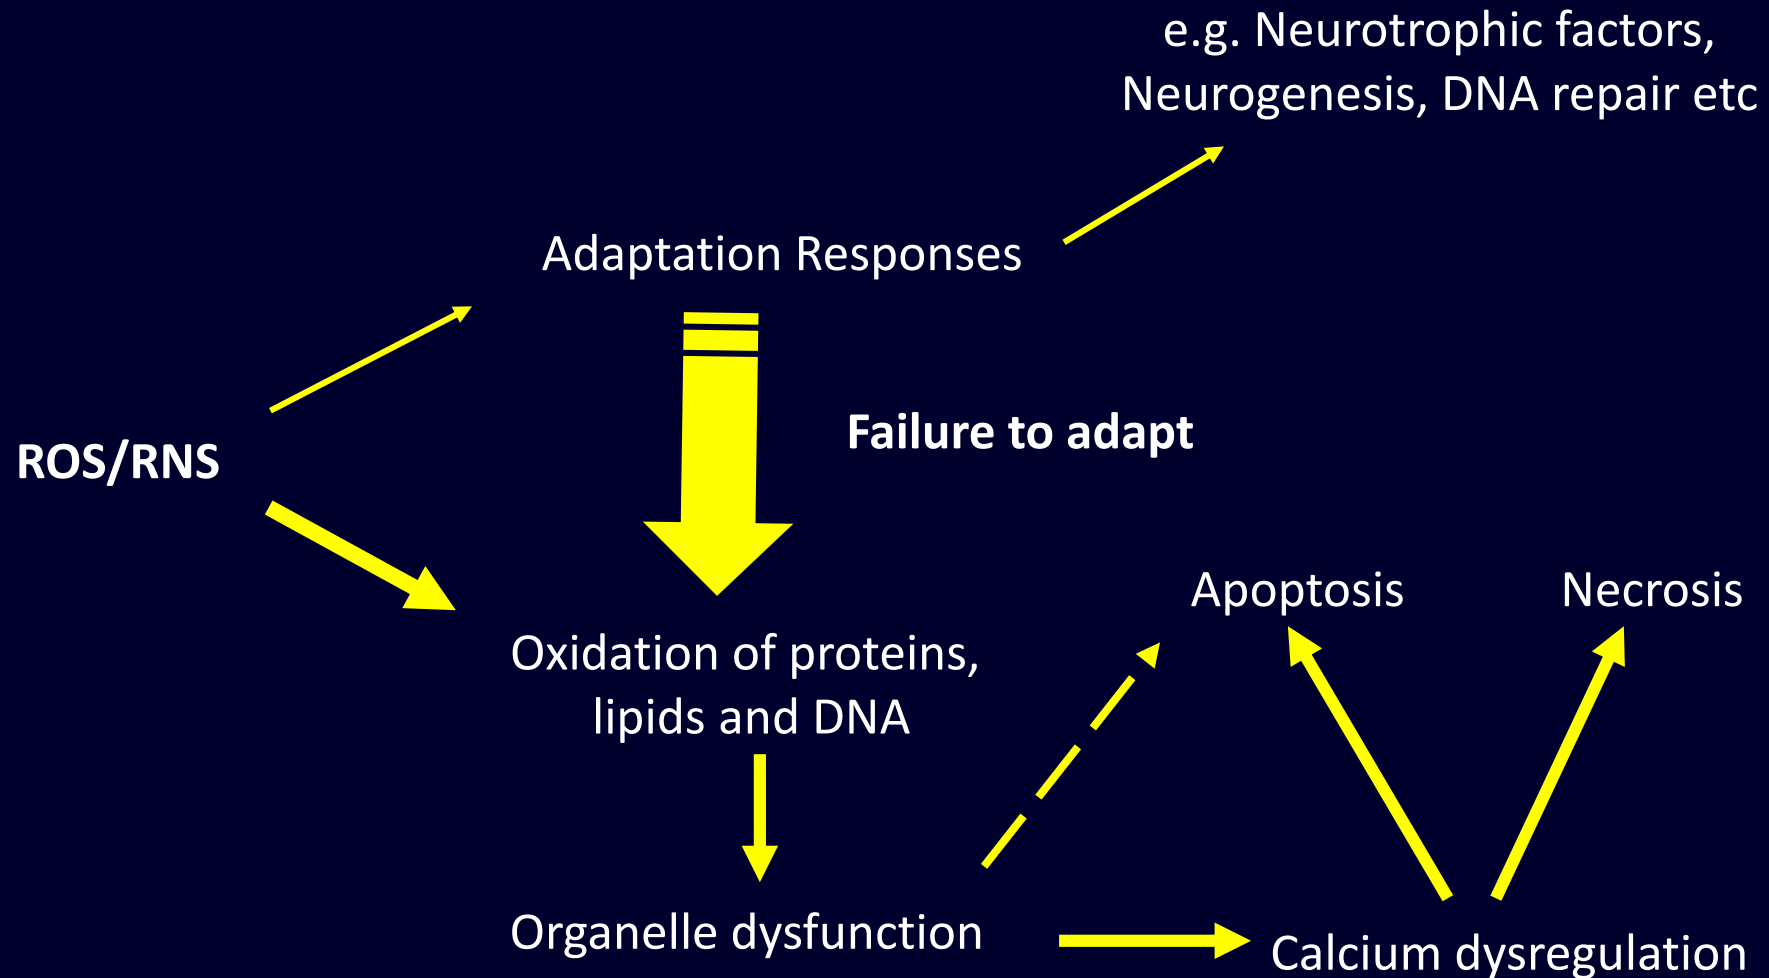 e.g. Neurotrophic factors,
Neurogenesis, DNA repair etc
Adaptation Responses
Failure to adapt
ROS/RNS
Apoptosis
Necrosis
Oxidation of proteins,
lipids and DNA
Organelle dysfunction
Calcium dysregulation